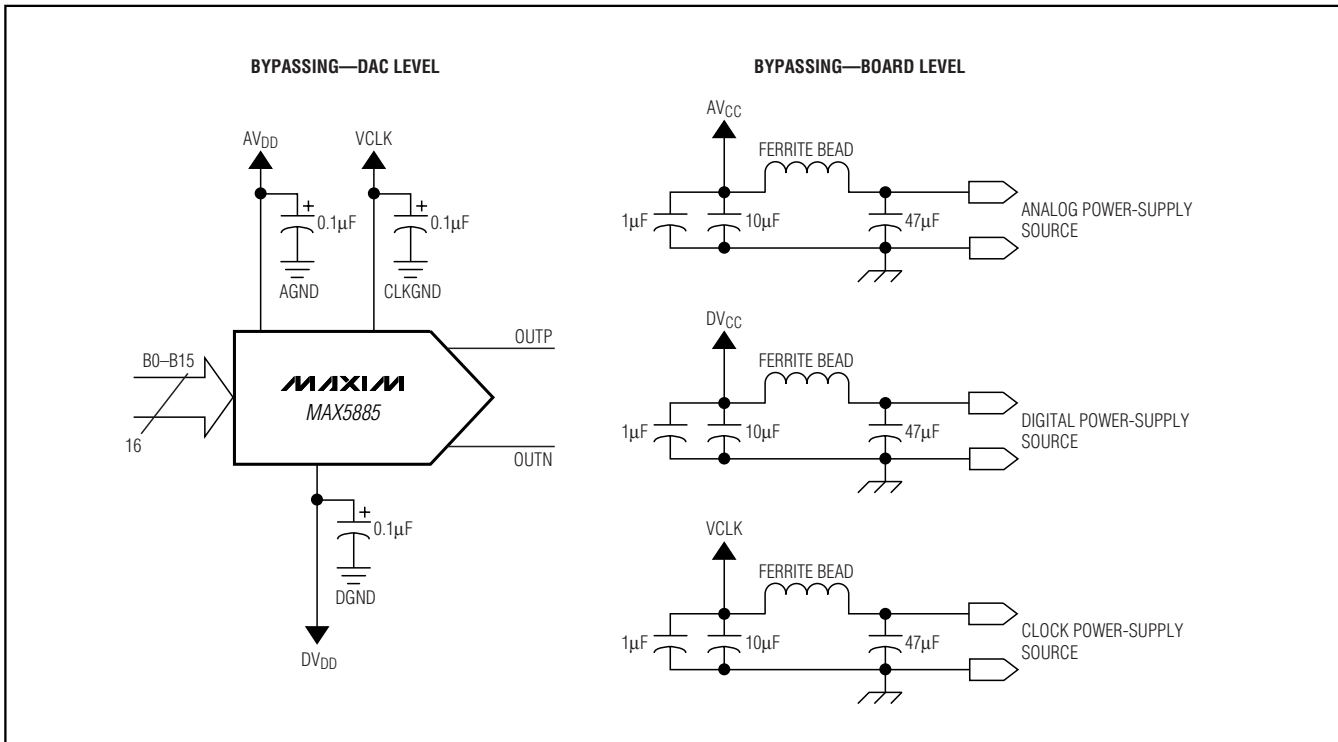 BYPASSING—DAC LEVEL
AVDD
VCLK
+
0.1µF
+
0.1µF
AGND
CLKGND
B0–B15
16
MAXIM
MAX5885
OUTP
OUTN
+
0.1µF
DGND
DVDD
BYPASSING—BOARD LEVEL
AVCC
FERRITE BEAD
1µF
10µF
47µF
ANALOG POWER-SUPPLY
SOURCE
DVCC
FERRITE BEAD
1µF
10µF
47µF
DIGITAL POWER-SUPPLY
SOURCE
VCLK
FERRITE BEAD
1µF
10µF
47µF
CLOCK POWER-SUPPLY
SOURCE